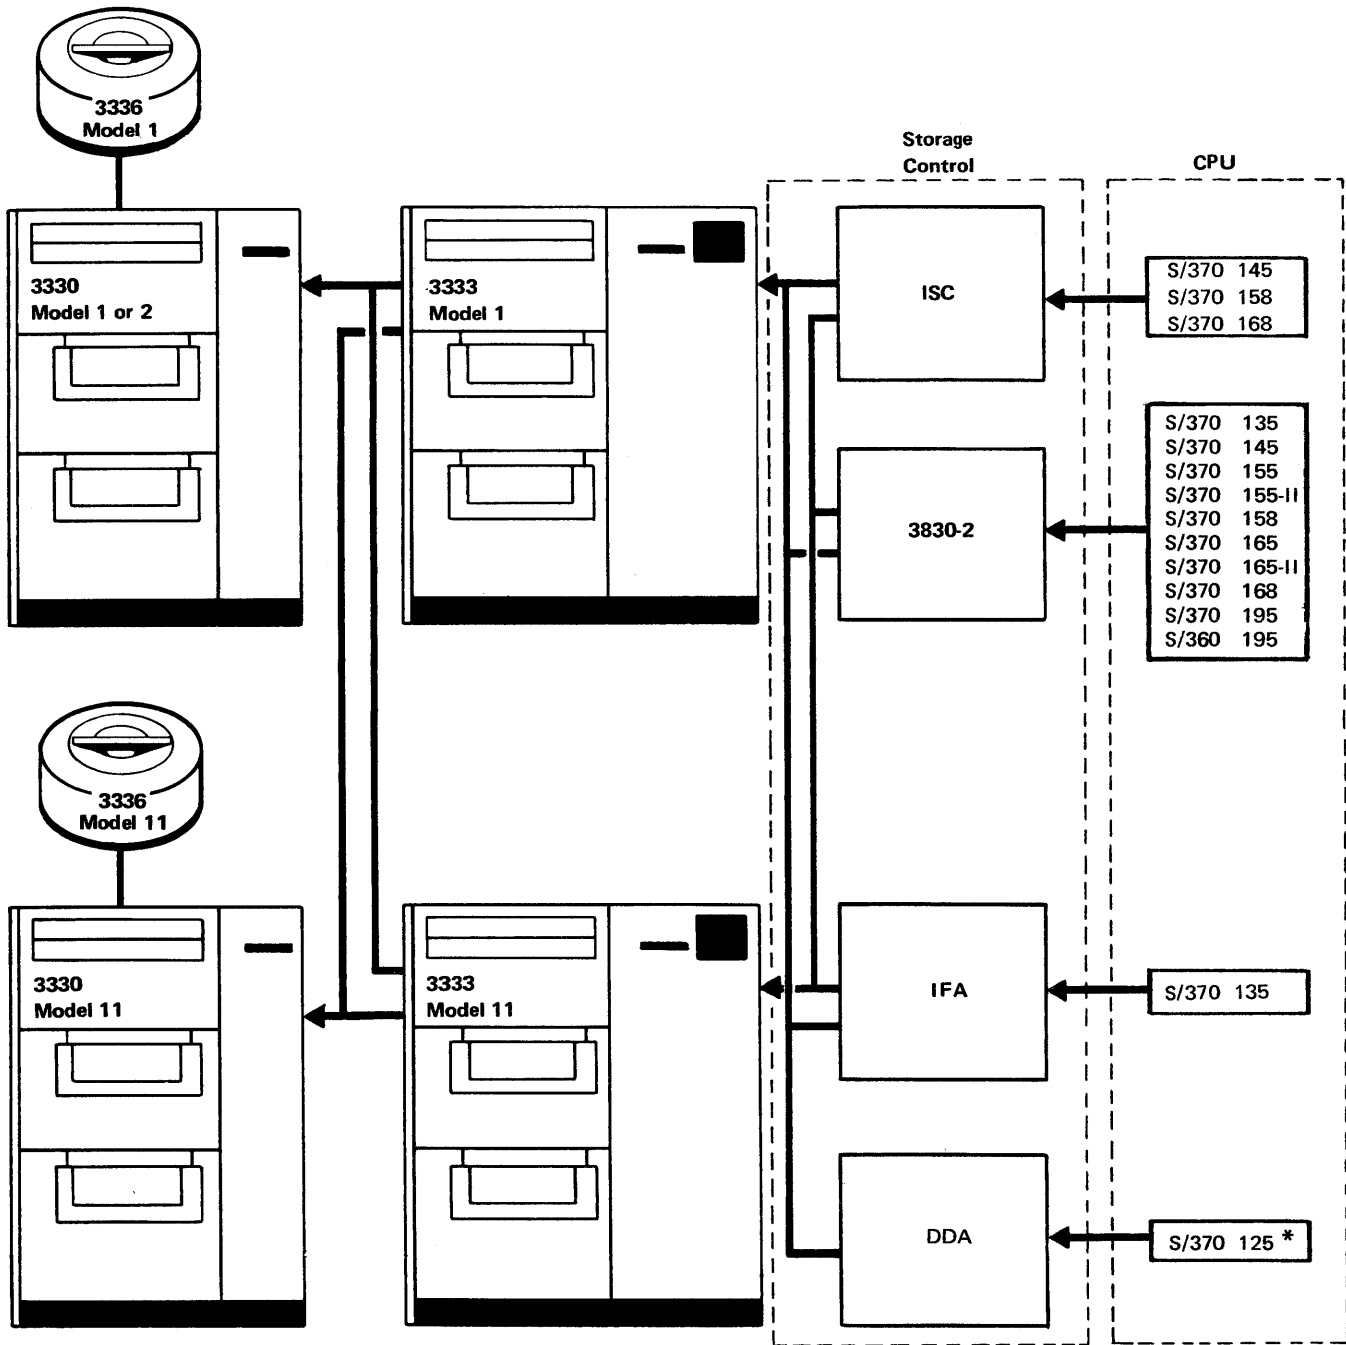 3336
Model 1
Storage
Control
CPU
3330
Model 1 or 2
3333
Model 1
ISC
S/370 145
S/370 158
S/370 168
3830-2
S/370 135
S/370 145
S/370 155
S/370 155-II
S/370 158
S/370 165
S/370 165-II
S/370 168
S/370 195
S/360 195
3336
Model 11
3330
Model 11
3333
Model 11
IFA
S/370 135
DDA
S/370 125 *